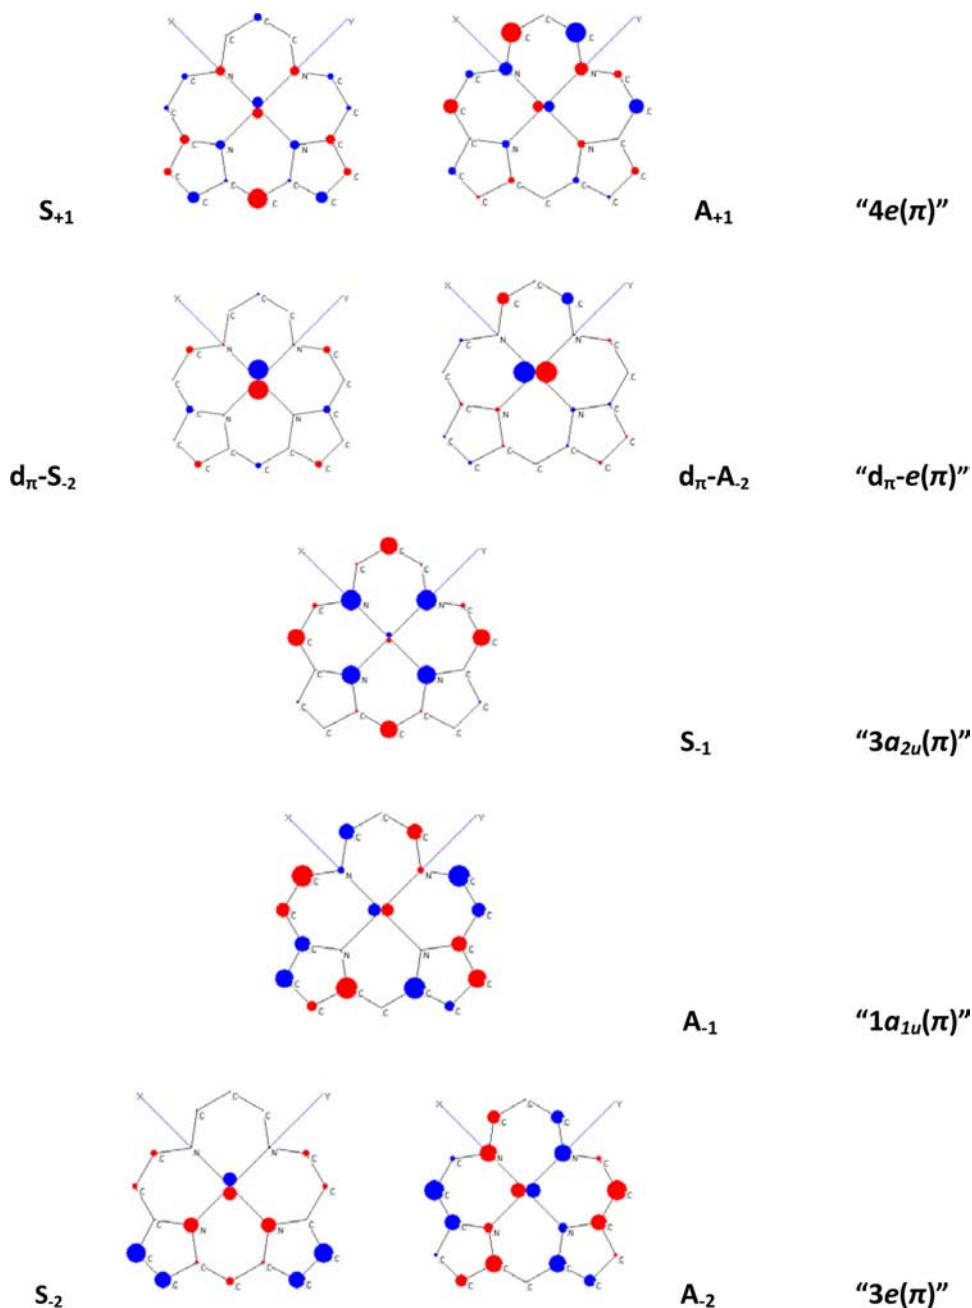 X C Y
C C
C N N C
C C
C N N C
C C C C
C C C
X C Y
C C
C N N C
C C
C N N C
C C C C
C C C
S+1
A+1
"4e(π)"
X C Y
C C
C N N C
C C
C N N C
C C C C
C C C
X C Y
C C
C N N C
C C
C N N C
C C C C
C C C
dπ-S-2
dπ-A-2
"dπ-e(π)"
X C Y
C C
C N N C
C C
C N N C
C C C C
C C C
S-1
"3a2u(π)"
X C Y
C C
C N N C
C C
C N N C
C C C C
C C C
A-1
"1a1u(π)"
X C Y
C C
C N N C
C C
C N N C
C C C C
C C C
X C Y
C C
C N N C
C C
C N N C
C C C C
C C C
S-2
A-2
"3e(π)"